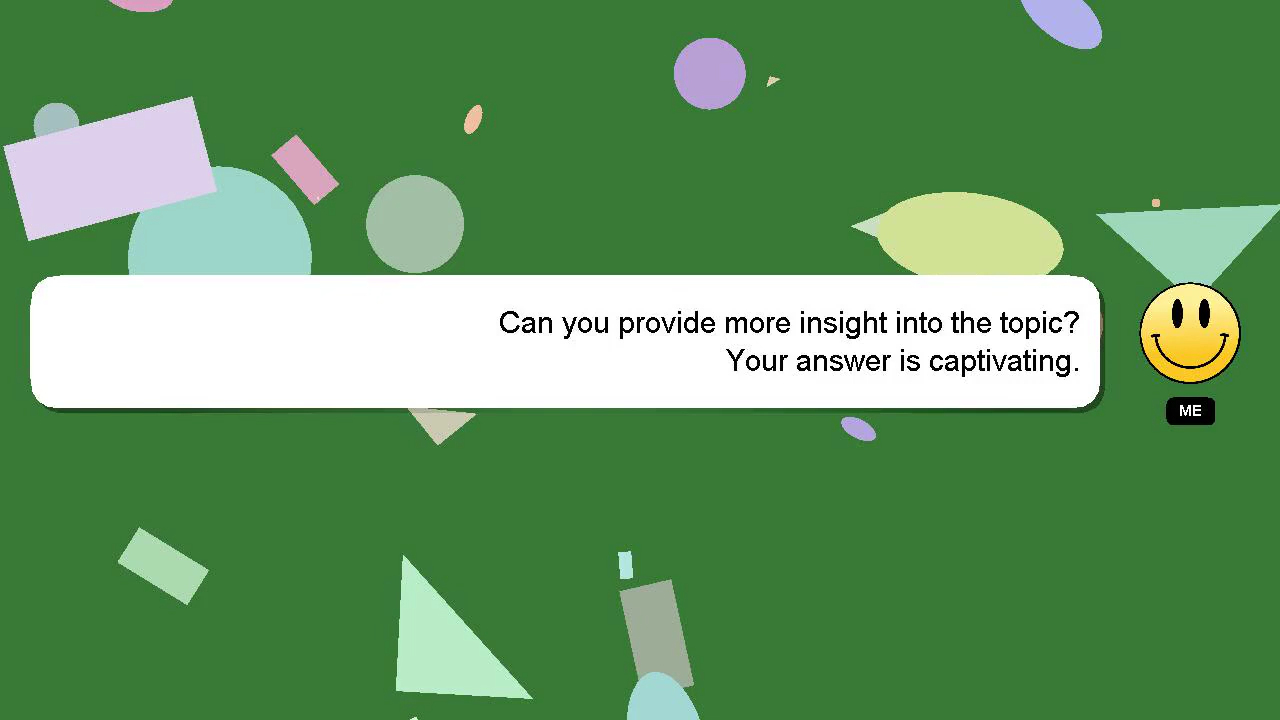 Can you provide more insight into the topic?
Your answer is captivating.
ME